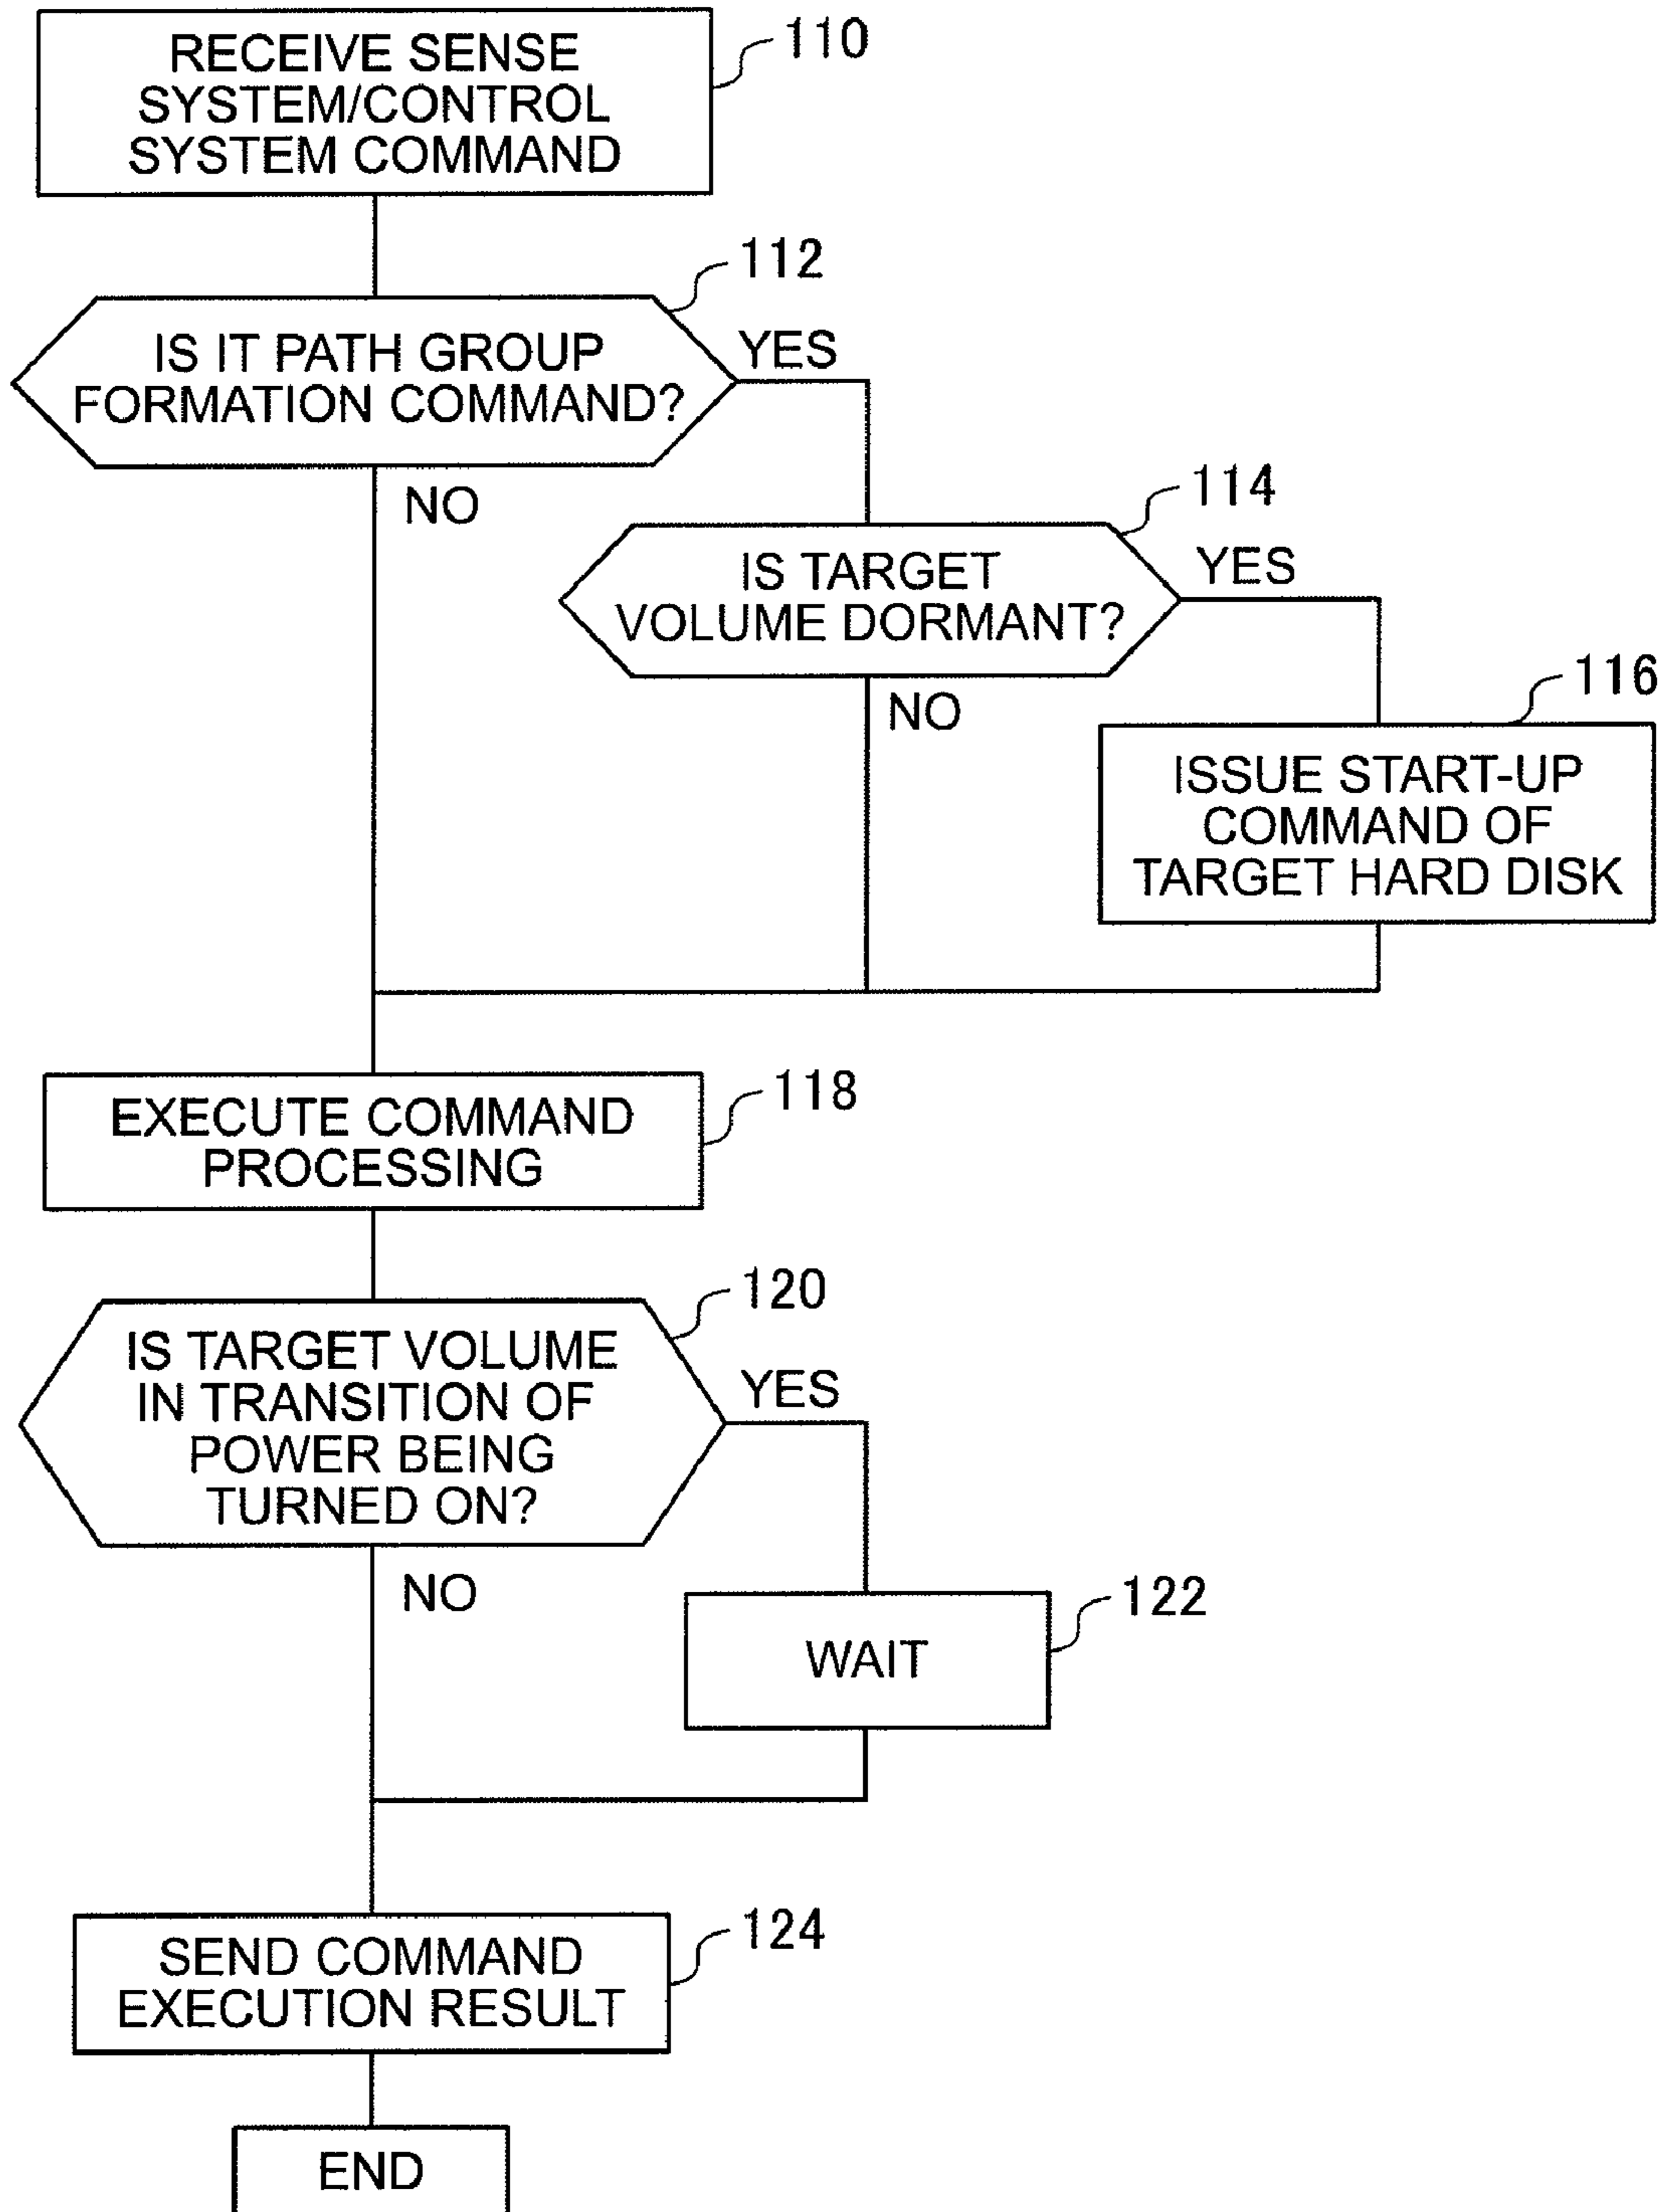 RECEIVE SENSE
SYSTEM/CONTROL
SYSTEM COMMAND
110
112
IS IT PATH GROUP
FORMATION COMMAND?
YES
NO
114
IS TARGET
VOLUME DORMANT?
YES
NO
116
ISSUE START-UP
COMMAND OF
TARGET HARD DISK
118
EXECUTE COMMAND
PROCESSING
120
IS TARGET VOLUME
IN TRANSITION OF
POWER BEING
TURNED ON?
YES
NO
122
WAIT
124
SEND COMMAND
EXECUTION RESULT
END